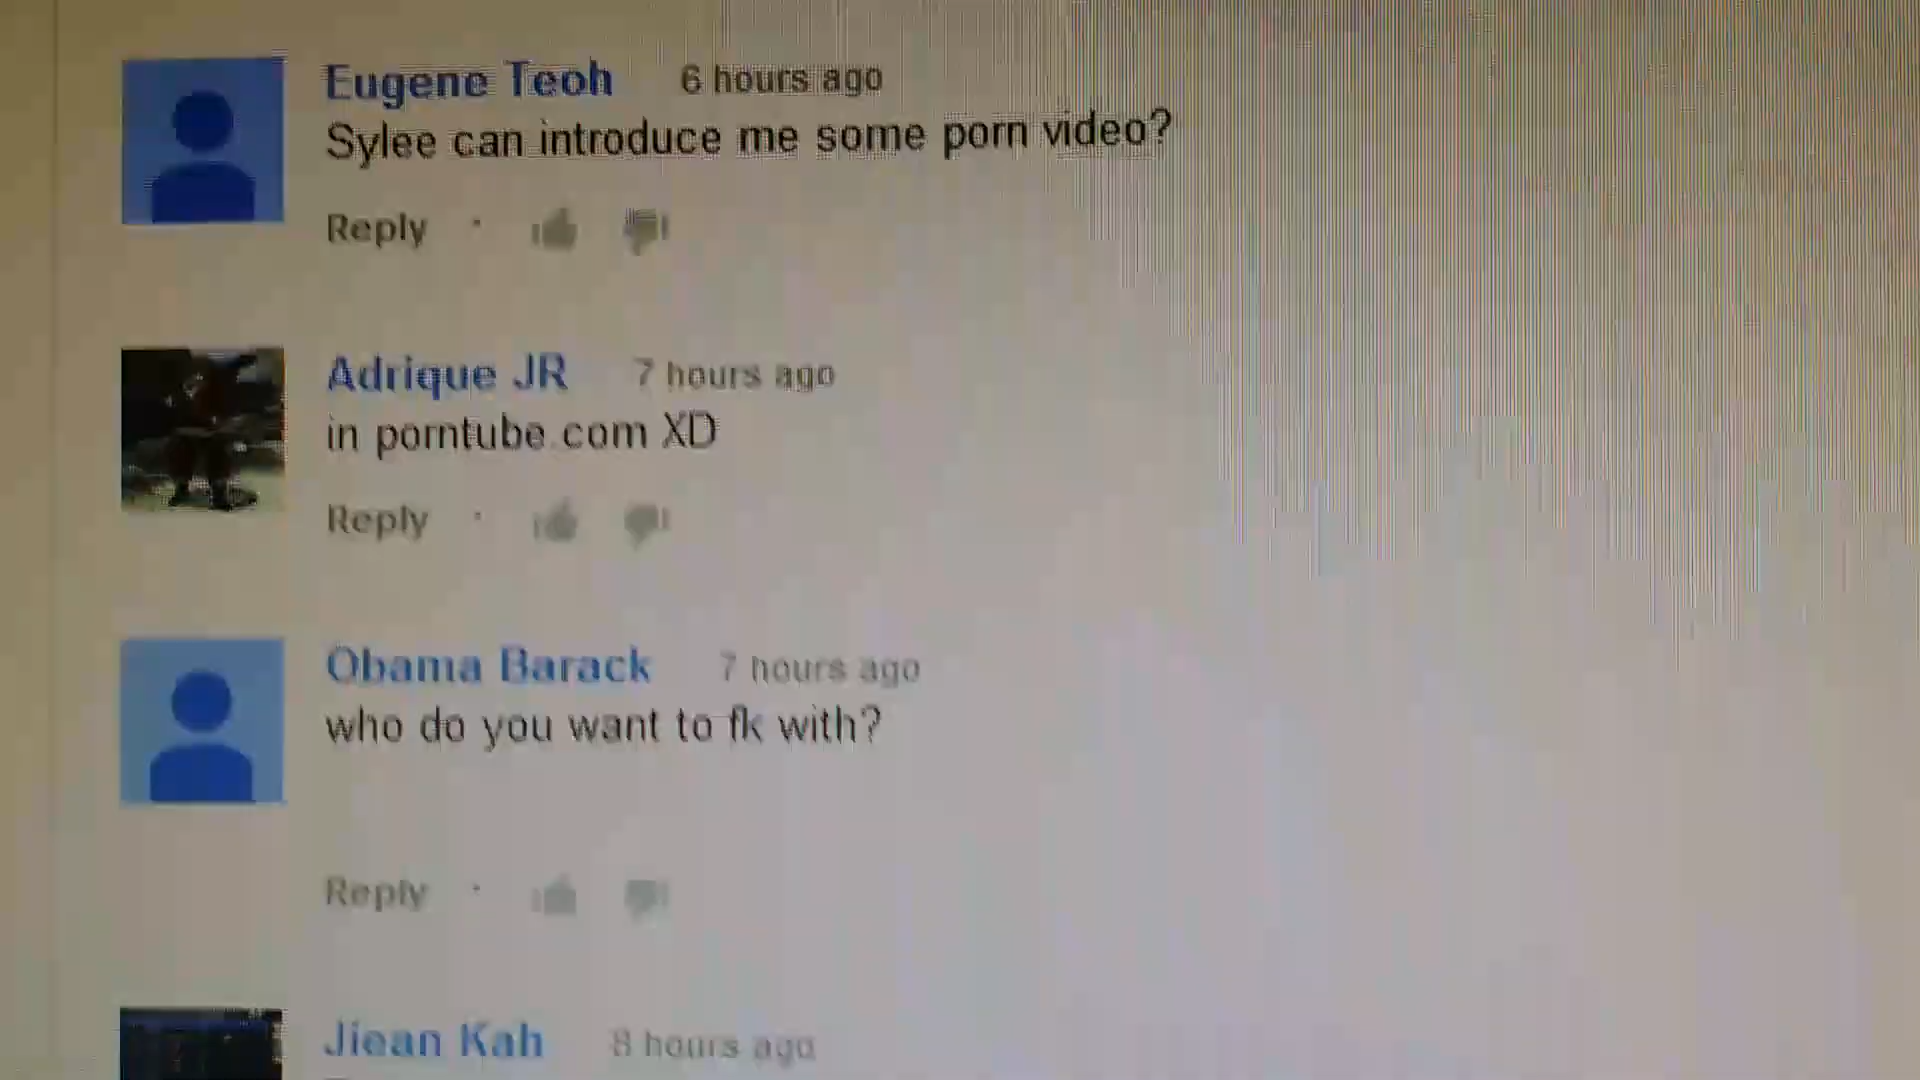 Eugene Teoh 6 hours ago
Sylee can introduce me some porn video?
Reply
Adrique JR 7 hours ago
in porntube.com XD
Reply
Obama Barack 7 hours ago
who do you want to fk with?
Reply
Jiean Kah 8 hours ago